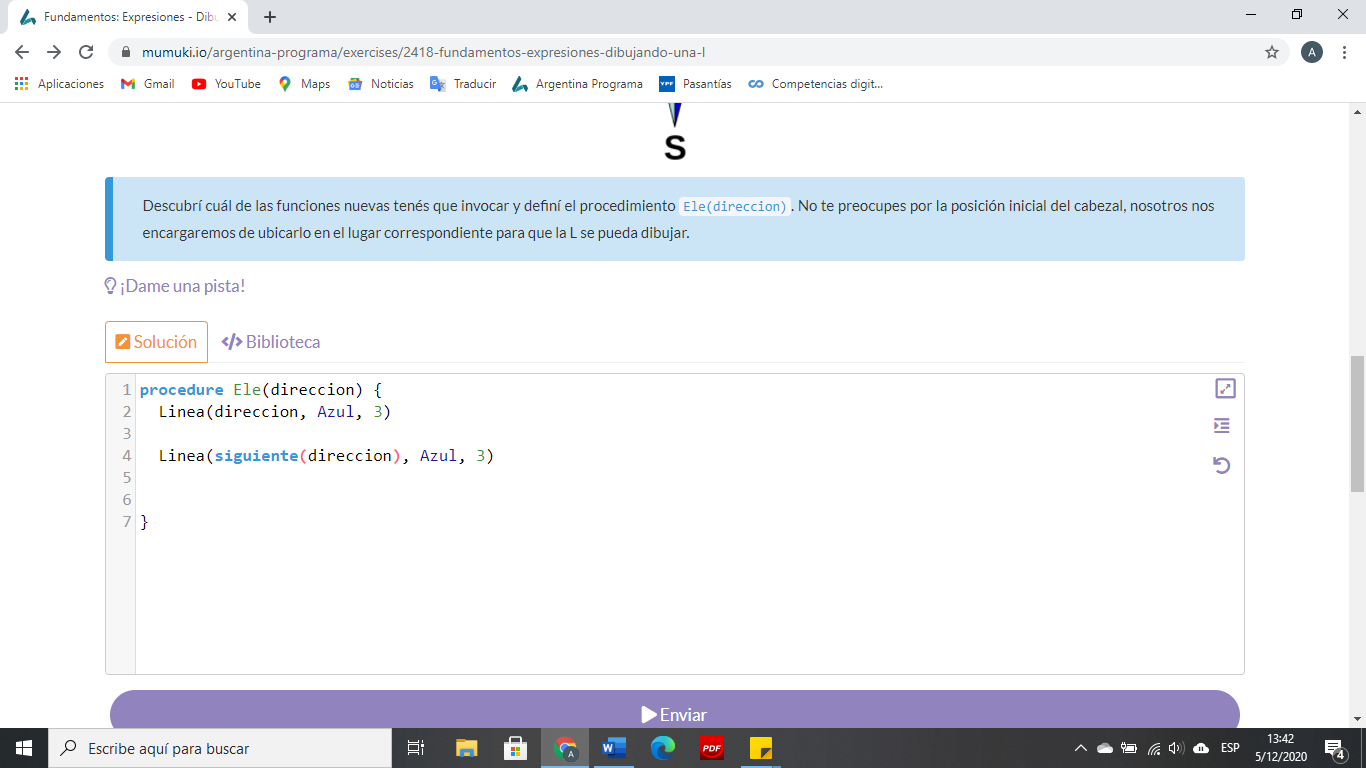 Fundamentos: Expresiones - Dibu
mumuki.io/argentina-programa/exercises/2418-fundamentos-expresiones-dibujando-una-l
A
Aplicaciones Gmail YouTube Maps Noticias Traducir Argentina Programa YPF Pasantías Competencias digit...
S
Descubrí cuál de las funciones nuevas tenés que invocar y definí el procedimiento Ele(direccion). No te preocupes por la posición inicial del cabezal, nosotros nos
encargaremos de ubicarlo en el lugar correspondiente para que la L se pueda dibujar.
¡Dame una pista!
Solución </> Biblioteca
1 procedure Ele(direccion) {
2 Linea(direccion, Azul, 3)
3
4 Linea(siguiente(direccion), Azul, 3)
5
6
7 }
Enviar
Escribe aquí para buscar
A
W
PDF
ESP
13:42
5/12/2020
4